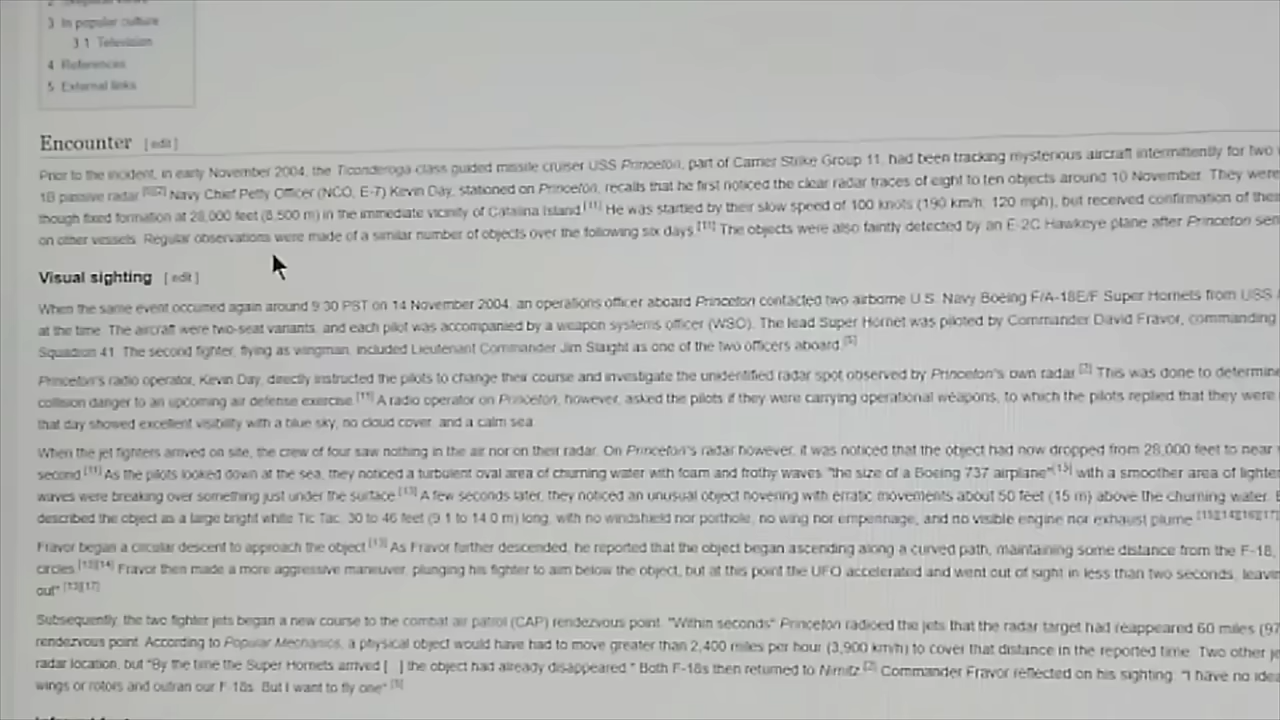 3 In popular culture
3.1 Television
4 References
5 External links
Encounter [ edit ]
Prior to the incident, in early November 2004, the Ticonderoga class guided missile cruiser USS Princeton, part of Carrier Strike Group 11, had been tracking mysterious aircraft intermittently for two
1B passive radar. Navy Chief Petty Officer (NCO, E-7) Kevin Day, stationed on Princeton, recalls that he first noticed the clear radar traces of eight to ten objects around 10 November. They were
though fixed formation at 28,000 feet (8,500 m) in the immediate vicinity of Catalina Island.[11] He was startled by their slow speed of 100 knots (190 km/h; 120 mph), but received confirmation of
on other vessels. Regular observations were made of a similar number of objects over the following six days.[11] The objects were also faintly detected by an E-2C Hawkeye plane after Princeton
Visual sighting [ edit ]
When the same event occurred again around 9:30 PST on 14 November 2004, an operations officer aboard Princeton contacted two airborne U.S. Navy Boeing F/A-18E/F Super Hornets from USS
at the time. The aircraft were two-seat variants, and each pilot was accompanied by a weapon systems officer (WSO). The lead Super Hornet was piloted by Commander David Fravor, commanding
Squadron 41. The second fighter, flying as wingman, included Lieutenant Commander Jim Slaight as one of the two officers aboard.[5]
Princeton's radio operator, Kevin Day, directly instructed the pilots to change their course and investigate the unidentified radar spot observed by Princeton's own radar.[2] This was done to determine
collision danger to an upcoming air defense exercise.[11] A radio operator on Princeton, however, asked the pilots if they were carrying operational weapons, to which the pilots replied that they were
that day showed excellent visibility with a blue sky, no cloud cover, and a calm sea.
When the jet fighters arrived on site, the crew of four saw nothing in the air nor on their radar. On Princeton's radar however, it was noticed that the object had now dropped from 28,000 feet to near
second.[11] As the pilots looked down at the sea, they noticed a turbulent oval area of churning water with foam and frothy waves "the size of a Boeing 737 airplane"[13] with a smoother area of lighter
waves were breaking over something just under the surface.[13] A few seconds later, they noticed an unusual object hovering with erratic movements about 50 feet (15 m) above the churning water.
described the object as a large bright white Tic Tac, 30 to 46 feet (9.1 to 14.0 m) long, with no windshield nor porthole, no wing nor empennage, and no visible engine nor exhaust plume.[15][14][16][17]
Fravor began a circular descent to approach the object.[13] As Fravor further descended, he reported that the object began ascending along a curved path, maintaining some distance from the F-18,
circles.[13][14] Fravor then made a more aggressive maneuver, plunging his fighter to aim below the object, but at this point the UFO accelerated and went out of sight in less than two seconds,
out".[13][17]
Subsequently, the two fighter jets began a new course to the combat air patrol (CAP) rendezvous point. "Within seconds" Princeton radioed the jets that the radar target had reappeared 60 miles (97
rendezvous point. According to Popular Mechanics, a physical object would have had to move greater than 2,400 miles per hour (3,900 km/h) to cover that distance in the reported time. Two other
radar location, but "By the time the Super Hornets arrived [...] the object had already disappeared." Both F-18s then returned to Nimitz.[2] Commander Fravor reflected on his sighting: "I have no
wings or rotors and outran our F-18s. But I want to fly one".[5]